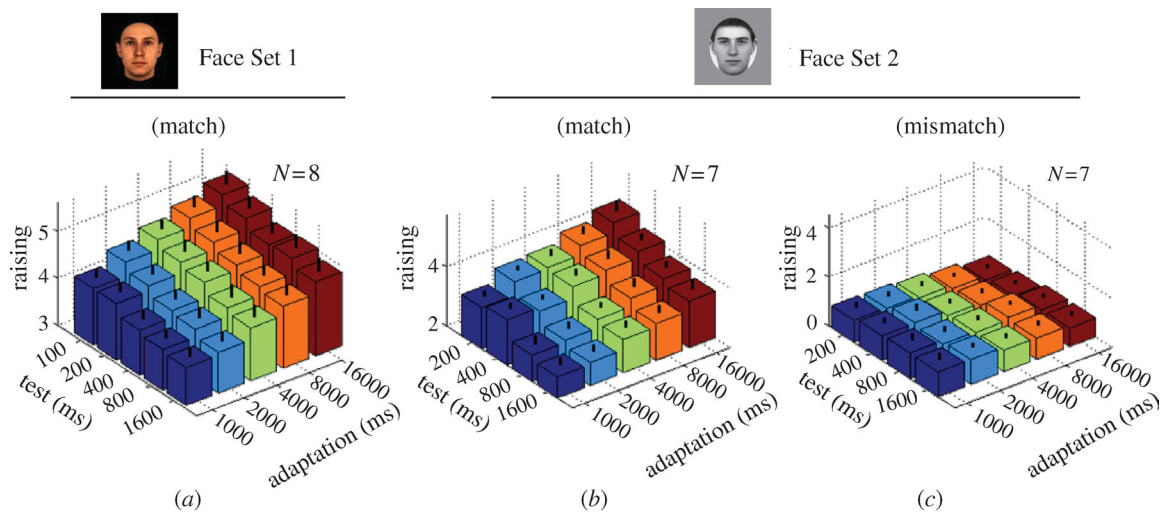 Face Set 1
Face Set 2
(match)
(match)
(mismatch)
N=8
N=7
N=7
raising
5
4
3
100
200
400
800
1600
test (ms)
1000
2000
4000
8000
16000
adaptation (ms)
(a)
raising
4
2
200
400
800
1600
test (ms)
1000
2000
4000
8000
16000
adaptation (ms)
(b)
raising
4
2
0
200
400
800
1600
test (ms)
1000
2000
4000
8000
16000
adaptation (ms)
(c)